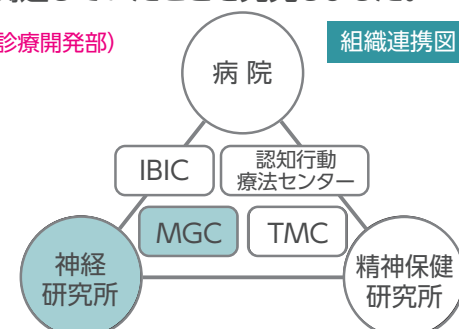 診療開発部)
組織連携図
病 院
IBIC
認知行動
療法センター
MGC
TMC
神経
研究所
精神保健
研究所